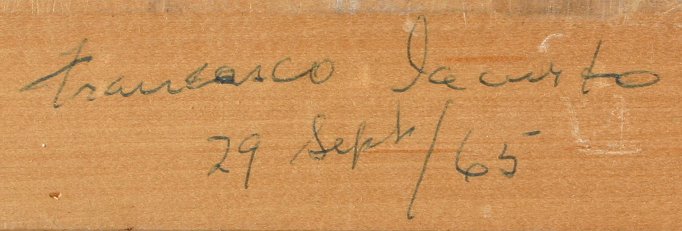 Francesco Iacurto
29 Sept/65